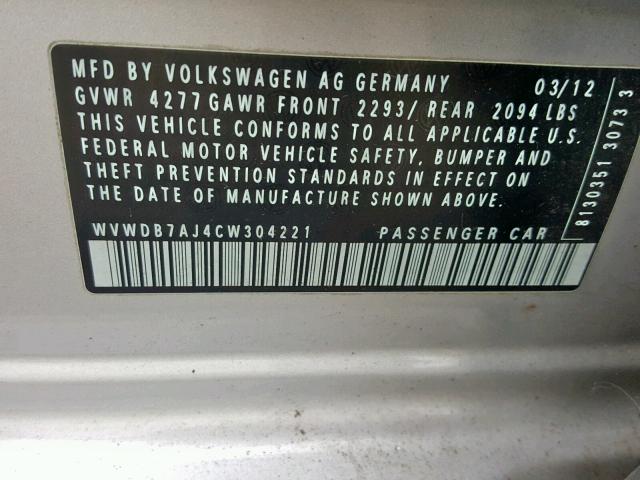 MFD BY VOLKSWAGEN AG GERMANY 03/12
GVWR 4277 GAWR FRONT 2293/ REAR 2094 LBS
THIS VEHICLE CONFORMS TO ALL APPLICABLE U.S.
FEDERAL MOTOR VEHICLE SAFETY, BUMPER AND
THEFT PREVENTION STANDARDS IN EFFECT ON
THE DATE OF MANUFACTURE SHOWN ABOVE.
WVWDB7AJ4CW304221 PASSENGER CAR
8130351 3073 3